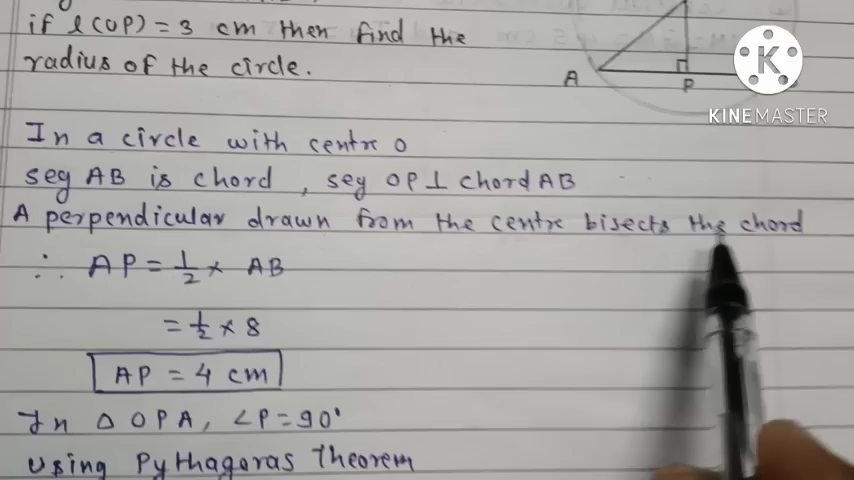 if l(OP) = 3 cm then find the
radius of the circle.
A
P
K
KINEMASTER
In a circle with centre O
seg AB is chord , seg OP ⊥ chord AB
A perpendicular drawn from the centre bisects the chord
∴ AP = 1/2 × AB
= 1/2 × 8
AP = 4 cm
In △ OPA, ∠P = 90°
Using Pythagoras Theorem